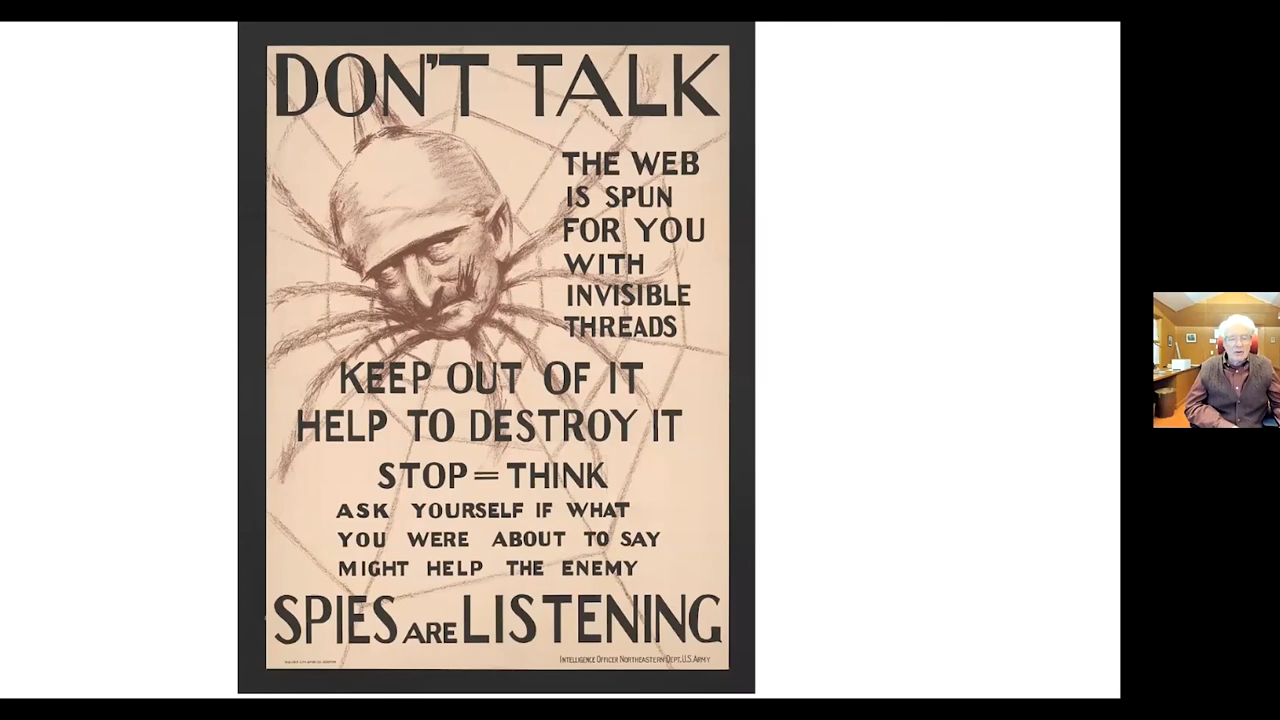 DON'T TALK
THE WEB
IS SPUN
FOR YOU
WITH
INVISIBLE
THREADS
KEEP OUT OF IT
HELP TO DESTROY IT
STOP=THINK
ASK YOURSELF IF WHAT
YOU WERE ABOUT TO SAY
MIGHT HELP THE ENEMY
SPIES ARE LISTENING
INTELLIGENCE OFFICER NORTHEASTERN DEPT. U.S. ARMY